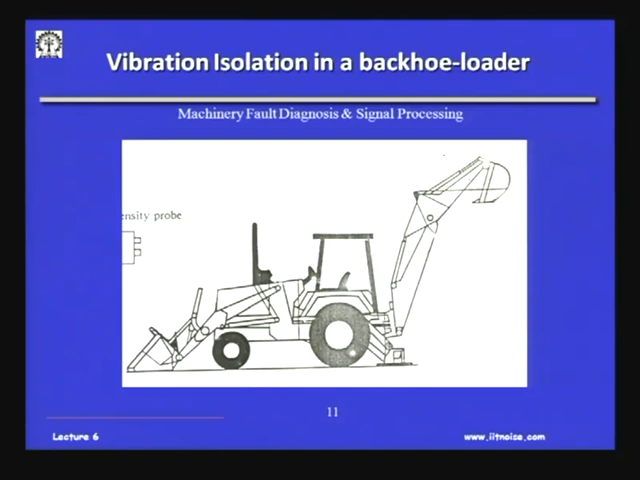 Vibration Isolation in a backhoe-loader
Machinery Fault Diagnosis & Signal Processing
ensity probe
11
Lecture 6
www.iitnoise.com